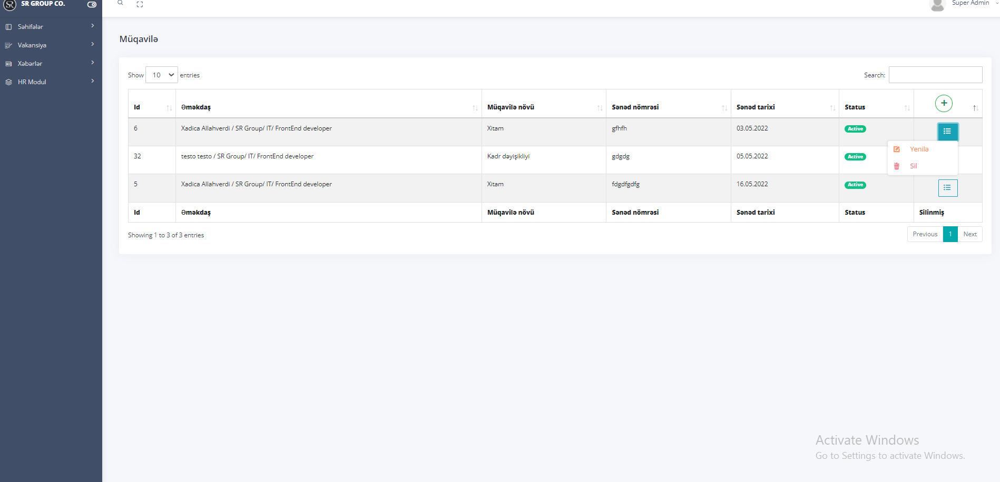 SR GROUP CO.
Super Admin
Səhifələr
Vakansiya
Xəbərlər
HR Modul
Müqavilə
Show 10 entries
Search:
Id Əməkdaş Müqavilə növü Sənəd nömrəsi Sənəd tarixi Status
6 Xadica Allahverdi / SR Group/ IT/ FrontEnd developer Xitam gfhfh 03.05.2022 Active
Yenilə
Sil
32 testo testo / SR Group/ IT/ FrontEnd developer Kadr dəyişikliyi gdgdg 05.05.2022 Active
5 Xadica Allahverdi / SR Group/ IT/ FrontEnd developer Xitam fdgdfgdfg 16.05.2022 Active
Id Əməkdaş Müqavilə növü Sənəd nömrəsi Sənəd tarixi Status Silinmiş
Showing 1 to 3 of 3 entries
Previous 1 Next
Activate Windows
Go to Settings to activate Windows.